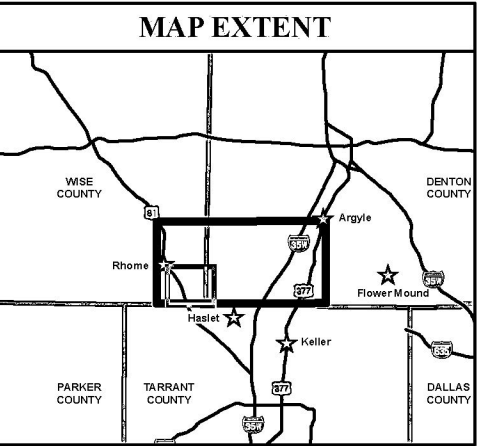 MAP EXTENT
WISE
COUNTY
DENTON
COUNTY
81
Argyle
35W
Rhome
35W
377
Flower Mound
Haslet
Keller
635
PARKER
COUNTY
TARRANT
COUNTY
377
DALLAS
COUNTY
35W